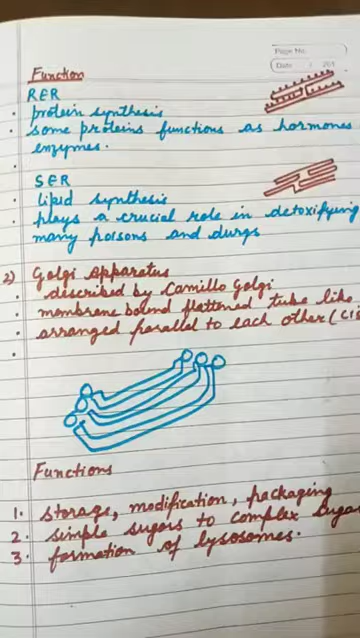 Page No.
Date / 201
Function
RER
• protein synthesis
• some proteins functions as hormones
enzymes.
SER
• lipid synthesis
• plays a crucial role in detoxifying
many poisons and durgs
2) Golgi Apparatus
• described by Camillo Golgi
• membrane bound flattened tube like
• arranged parallel to each other (Cis
•
Functions
1. storage, modification, packaging
2. simple sugars to complex sugar
3. formation of lysosomes.